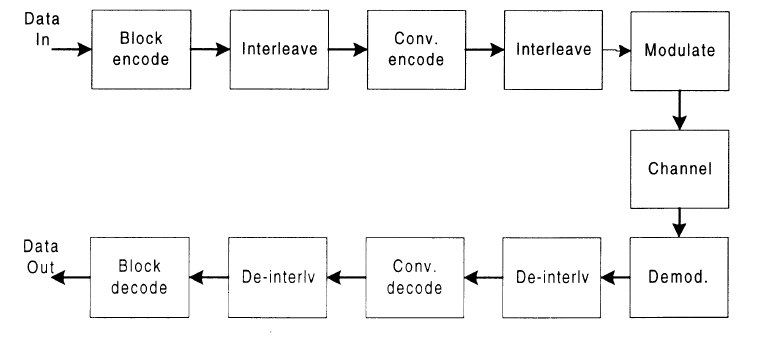 Data
In
Block
encode
Interleave
Conv.
encode
Interleave
Modulate
Channel
Data
Out
Block
decode
De-interlv
Conv.
decode
De-interlv
Demod.